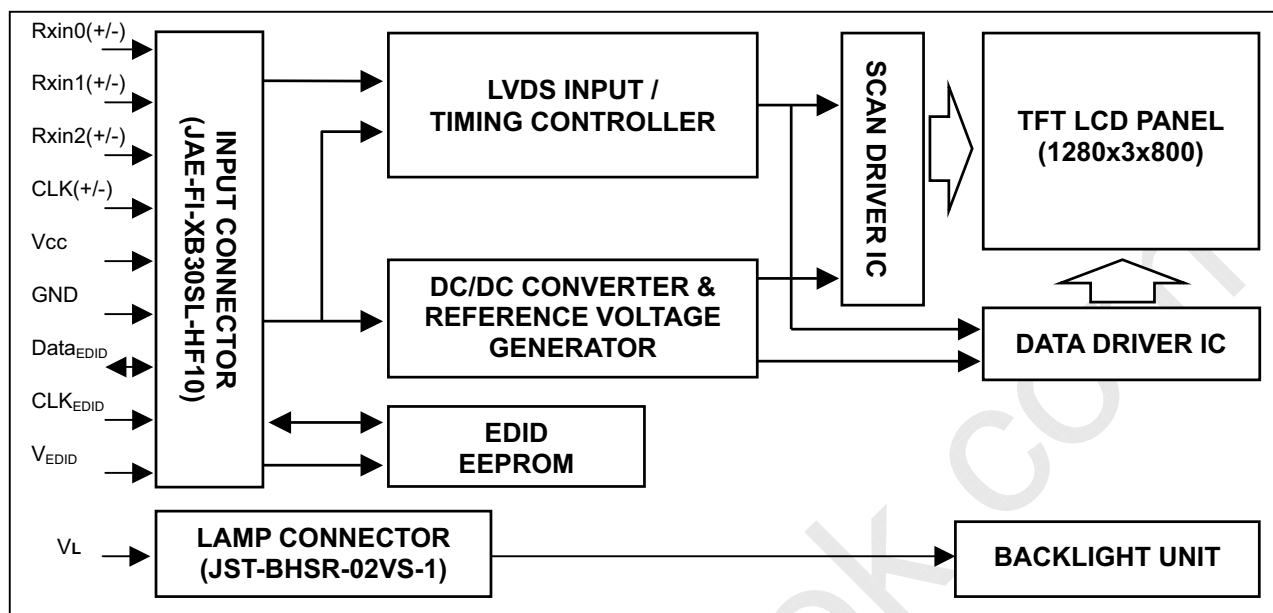 Rxin0(+/-)
Rxin1(+/-)
Rxin2(+/-)
CLK(+/-)
Vcc
GND
DataEDID
CLKEDID
VEDID
VL
INPUT CONNECTOR
(JAE-FI-XB30SL-HF10)
LVDS INPUT /
TIMING CONTROLLER
DC/DC CONVERTER &
REFERENCE VOLTAGE
GENERATOR
EDID
EEPROM
LAMP CONNECTOR
(JST-BHSR-02VS-1)
SCAN DRIVER IC
TFT LCD PANEL
(1280x3x800)
DATA DRIVER IC
BACKLIGHT UNIT